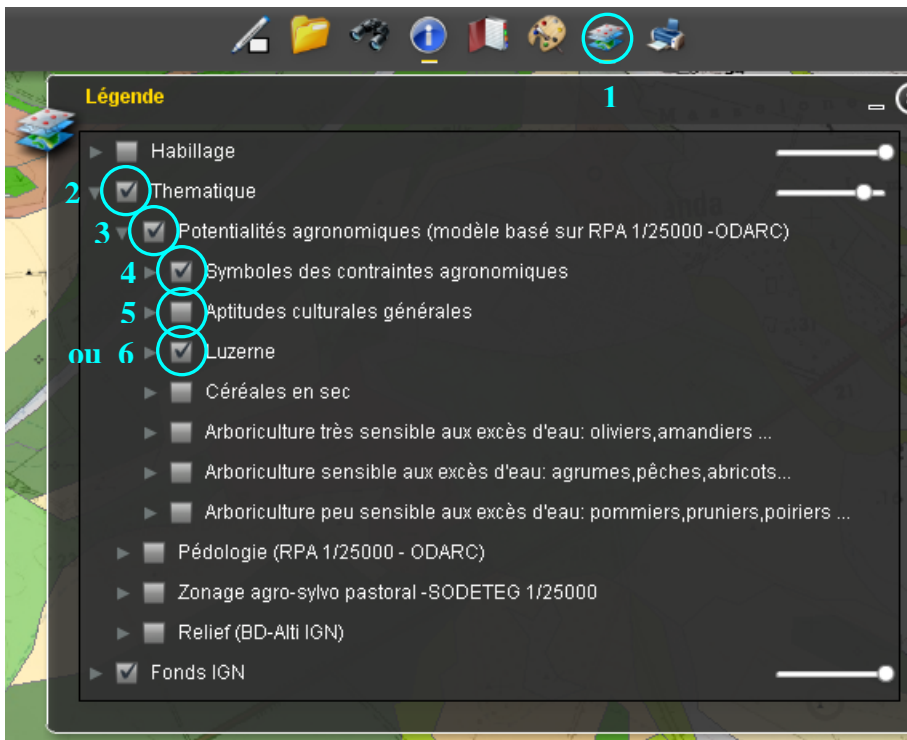 Légende
1
Habillage
2 Thematique
3 Potentialités agronomiques (modèle basé sur RPA 1/25000 -ODARC)
4 Symboles des contraintes agronomiques
5 Aptitudes culturales générales
ou 6 Luzerne
Céréales en sec
Arboriculture très sensible aux excès d'eau: oliviers,amandiers ...
Arboriculture sensible aux excès d'eau: agrumes,pêches,abricots...
Arboriculture peu sensible aux excès d'eau: pommiers,pruniers,poiriers ...
Pédologie (RPA 1/25000 - ODARC)
Zonage agro-sylvo pastoral -SODETEG 1/25000
Relief (BD-Alti IGN)
Fonds IGN